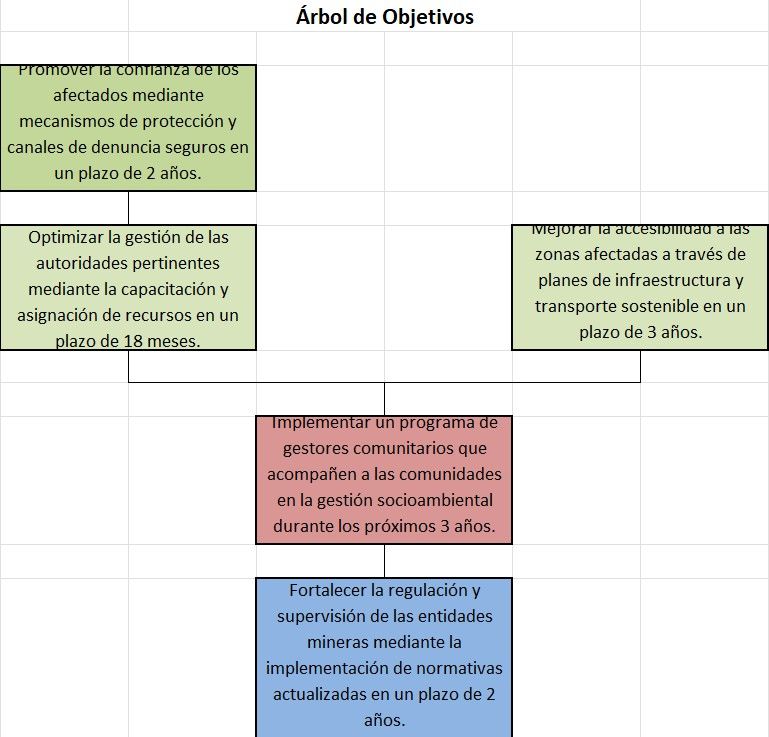 Árbol de Objetivos
Promover la confianza de los
afectados mediante
mecanismos de protección y
canales de denuncia seguros en
un plazo de 2 años.
Optimizar la gestión de las
autoridades pertinentes
mediante la capacitación y
asignación de recursos en un
plazo de 18 meses.
Mejorar la accesibilidad a las
zonas afectadas a través de
planes de infraestructura y
transporte sostenible en un
plazo de 3 años.
Implementar un programa de
gestores comunitarios que
acompañen a las comunidades
en la gestión socioambiental
durante los próximos 3 años.
Fortalecer la regulación y
supervisión de las entidades
mineras mediante la
implementación de normativas
actualizadas en un plazo de 2
años.